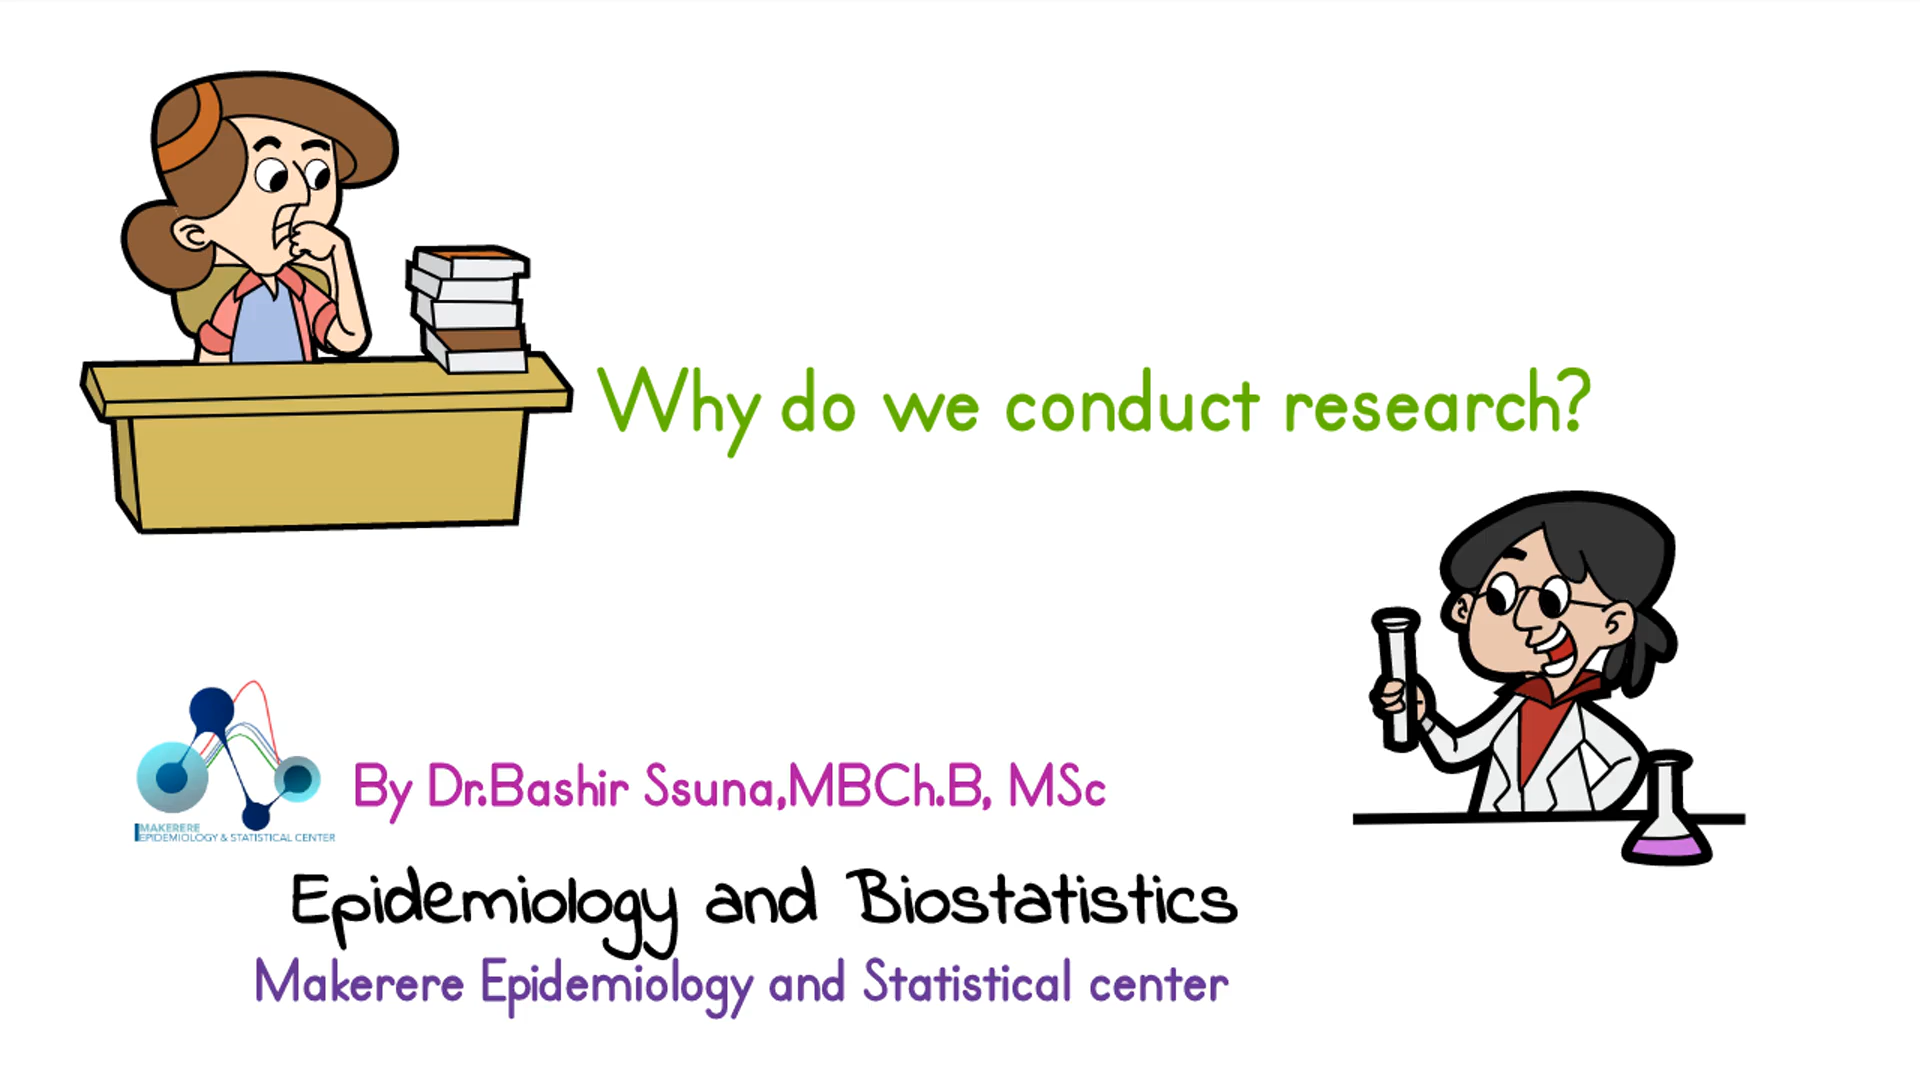 Why do we conduct research?
By Dr.Bashir Ssuna,MBCh.B, MSc
MAKERERE
EPIDEMIOLOGY & STATISTICAL CENTER
Epidemiology and Biostatistics
Makerere Epidemiology and Statistical center